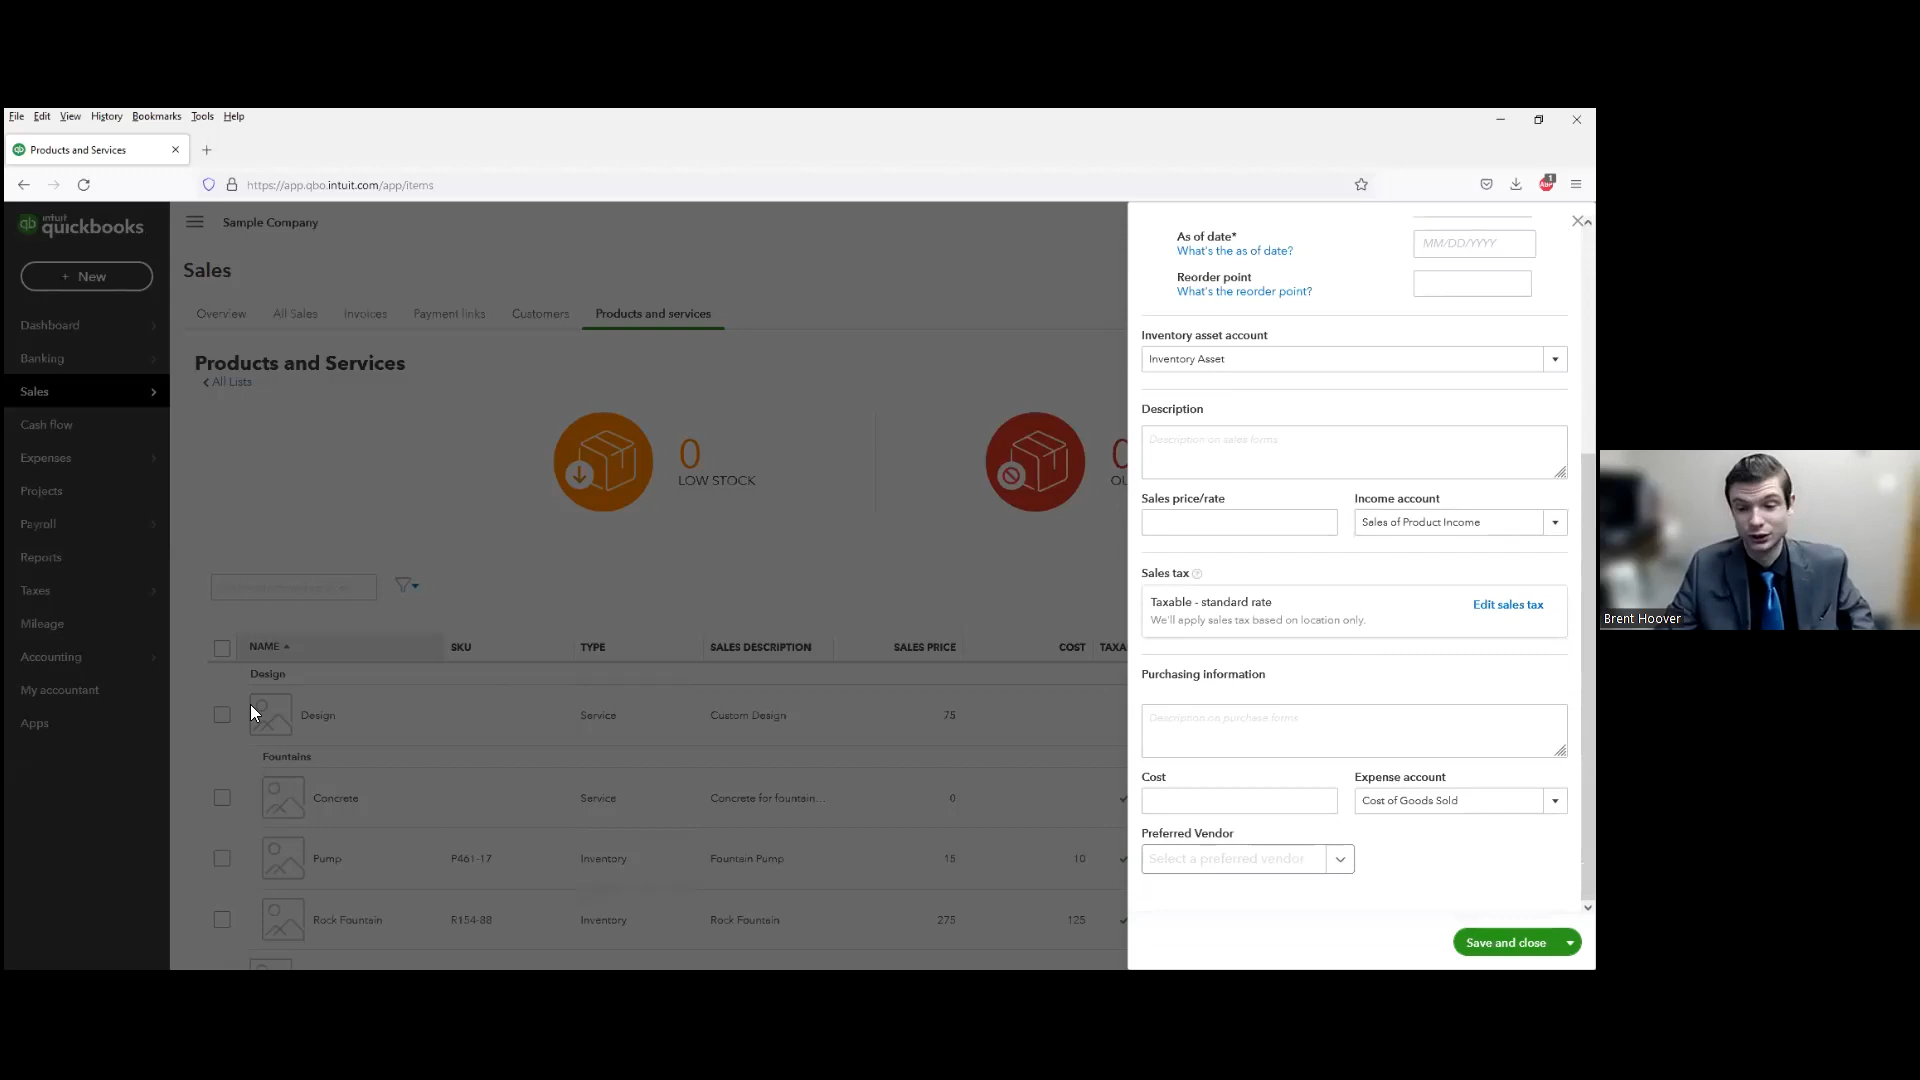 File Edit View History Bookmarks Tools Help
Products and Services
https://app.qbo.intuit.com/app/items
1
intuit
quickbooks
Sample Company
+ New
Sales
Dashboard
Banking
Sales
Cash flow
Expenses
Projects
Payroll
Reports
Taxes
Mileage
Accounting
My accountant
Apps
Overview All Sales Invoices Payment links Customers Products and services
Products and Services
All Lists
0
LOW STOCK
0
OU
NAME SKU TYPE SALES DESCRIPTION SALES PRICE COST TAXA
Design
Design Service Custom Design 75
Fountains
Concrete Service Concrete for fountain... 0
Pump P461-17 Inventory Fountain Pump 15 10
Rock Fountain R154-88 Inventory Rock Fountain 275 125
As of date* MM/DD/YYYY
What's the as of date?
Reorder point
What's the reorder point?
Inventory asset account
Inventory Asset
Description
Description on sales forms
Sales price/rate Income account
Sales of Product Income
Sales tax
Taxable - standard rate Edit sales tax
We'll apply sales tax based on location only.
Purchasing information
Description on purchase forms
Cost Expense account
Cost of Goods Sold
Preferred Vendor
Select a preferred vendor
Save and close
Brent Hoover